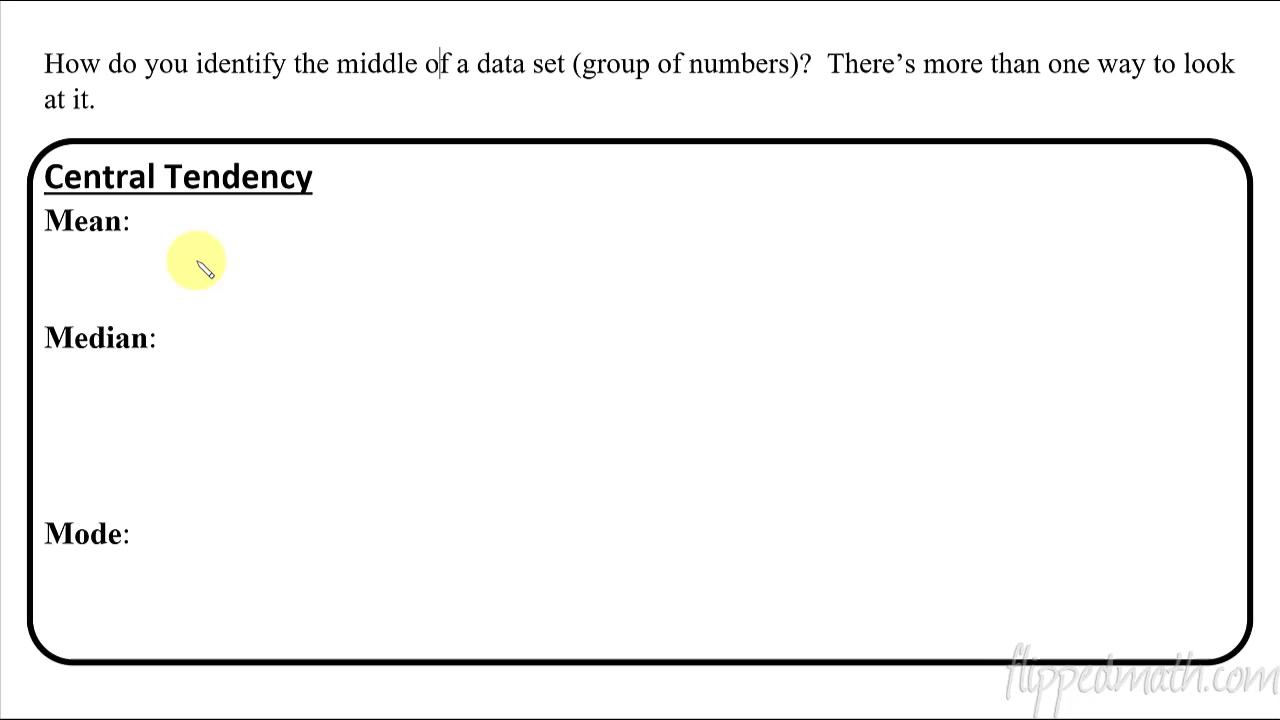 How do you identify the middle of a data set (group of numbers)?  There’s more than one way to look
at it.
Central Tendency
Mean:
Median:
Mode:
flippedmath.com